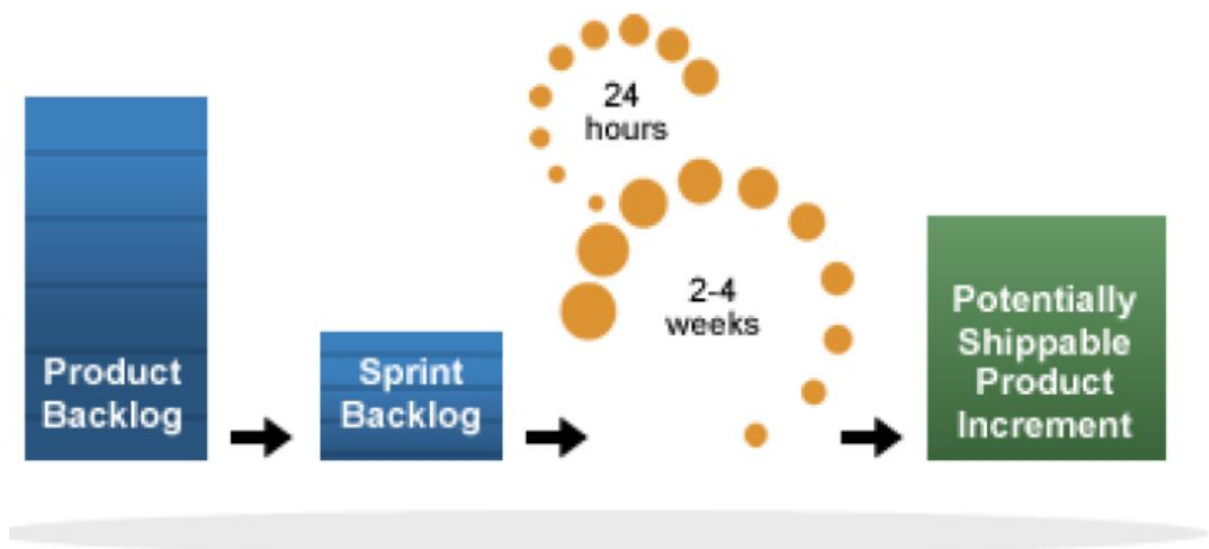 Product
Backlog
Sprint
Backlog
24
hours
2-4
weeks
Potentially
Shippable
Product
Increment